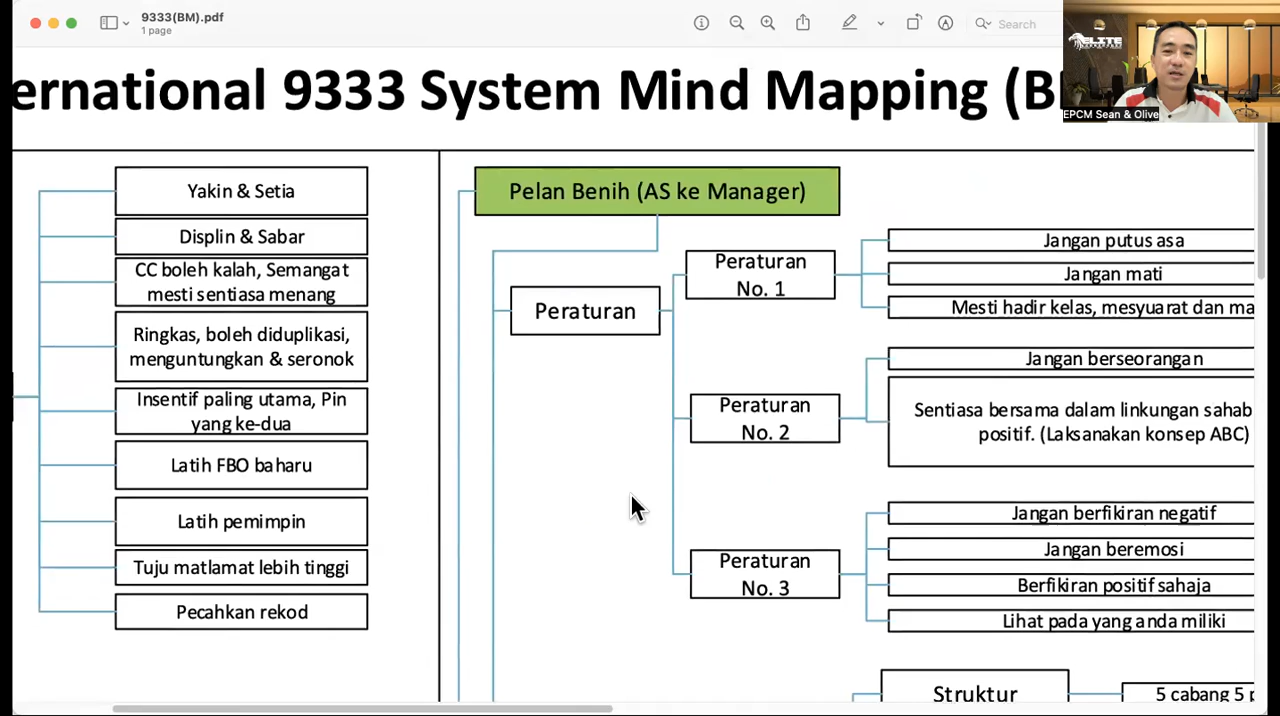 9333(BM).pdf
1 page
Search
ELITE
EPCM Sean & Olive
ernational 9333 System Mind Mapping (B
Yakin & Setia
Displin & Sabar
CC boleh kalah, Semangat
mesti sentiasa menang
Ringkas, boleh diduplikasi,
menguntungkan & seronok
Insentif paling utama, Pin
yang ke-dua
Latih FBO baharu
Latih pemimpin
Tuju matlamat lebih tinggi
Pecahkan rekod
Pelan Benih (AS ke Manager)
Peraturan
Peraturan
No. 1
Jangan putus asa
Jangan mati
Mesti hadir kelas, mesyuarat dan ma
Peraturan
No. 2
Jangan berseorangan
Sentiasa bersama dalam linkungan sahab
positif. (Laksanakan konsep ABC)
Peraturan
No. 3
Jangan berfikiran negatif
Jangan beremosi
Berfikiran positif sahaja
Lihat pada yang anda miliki
Struktur
5 cabang 5